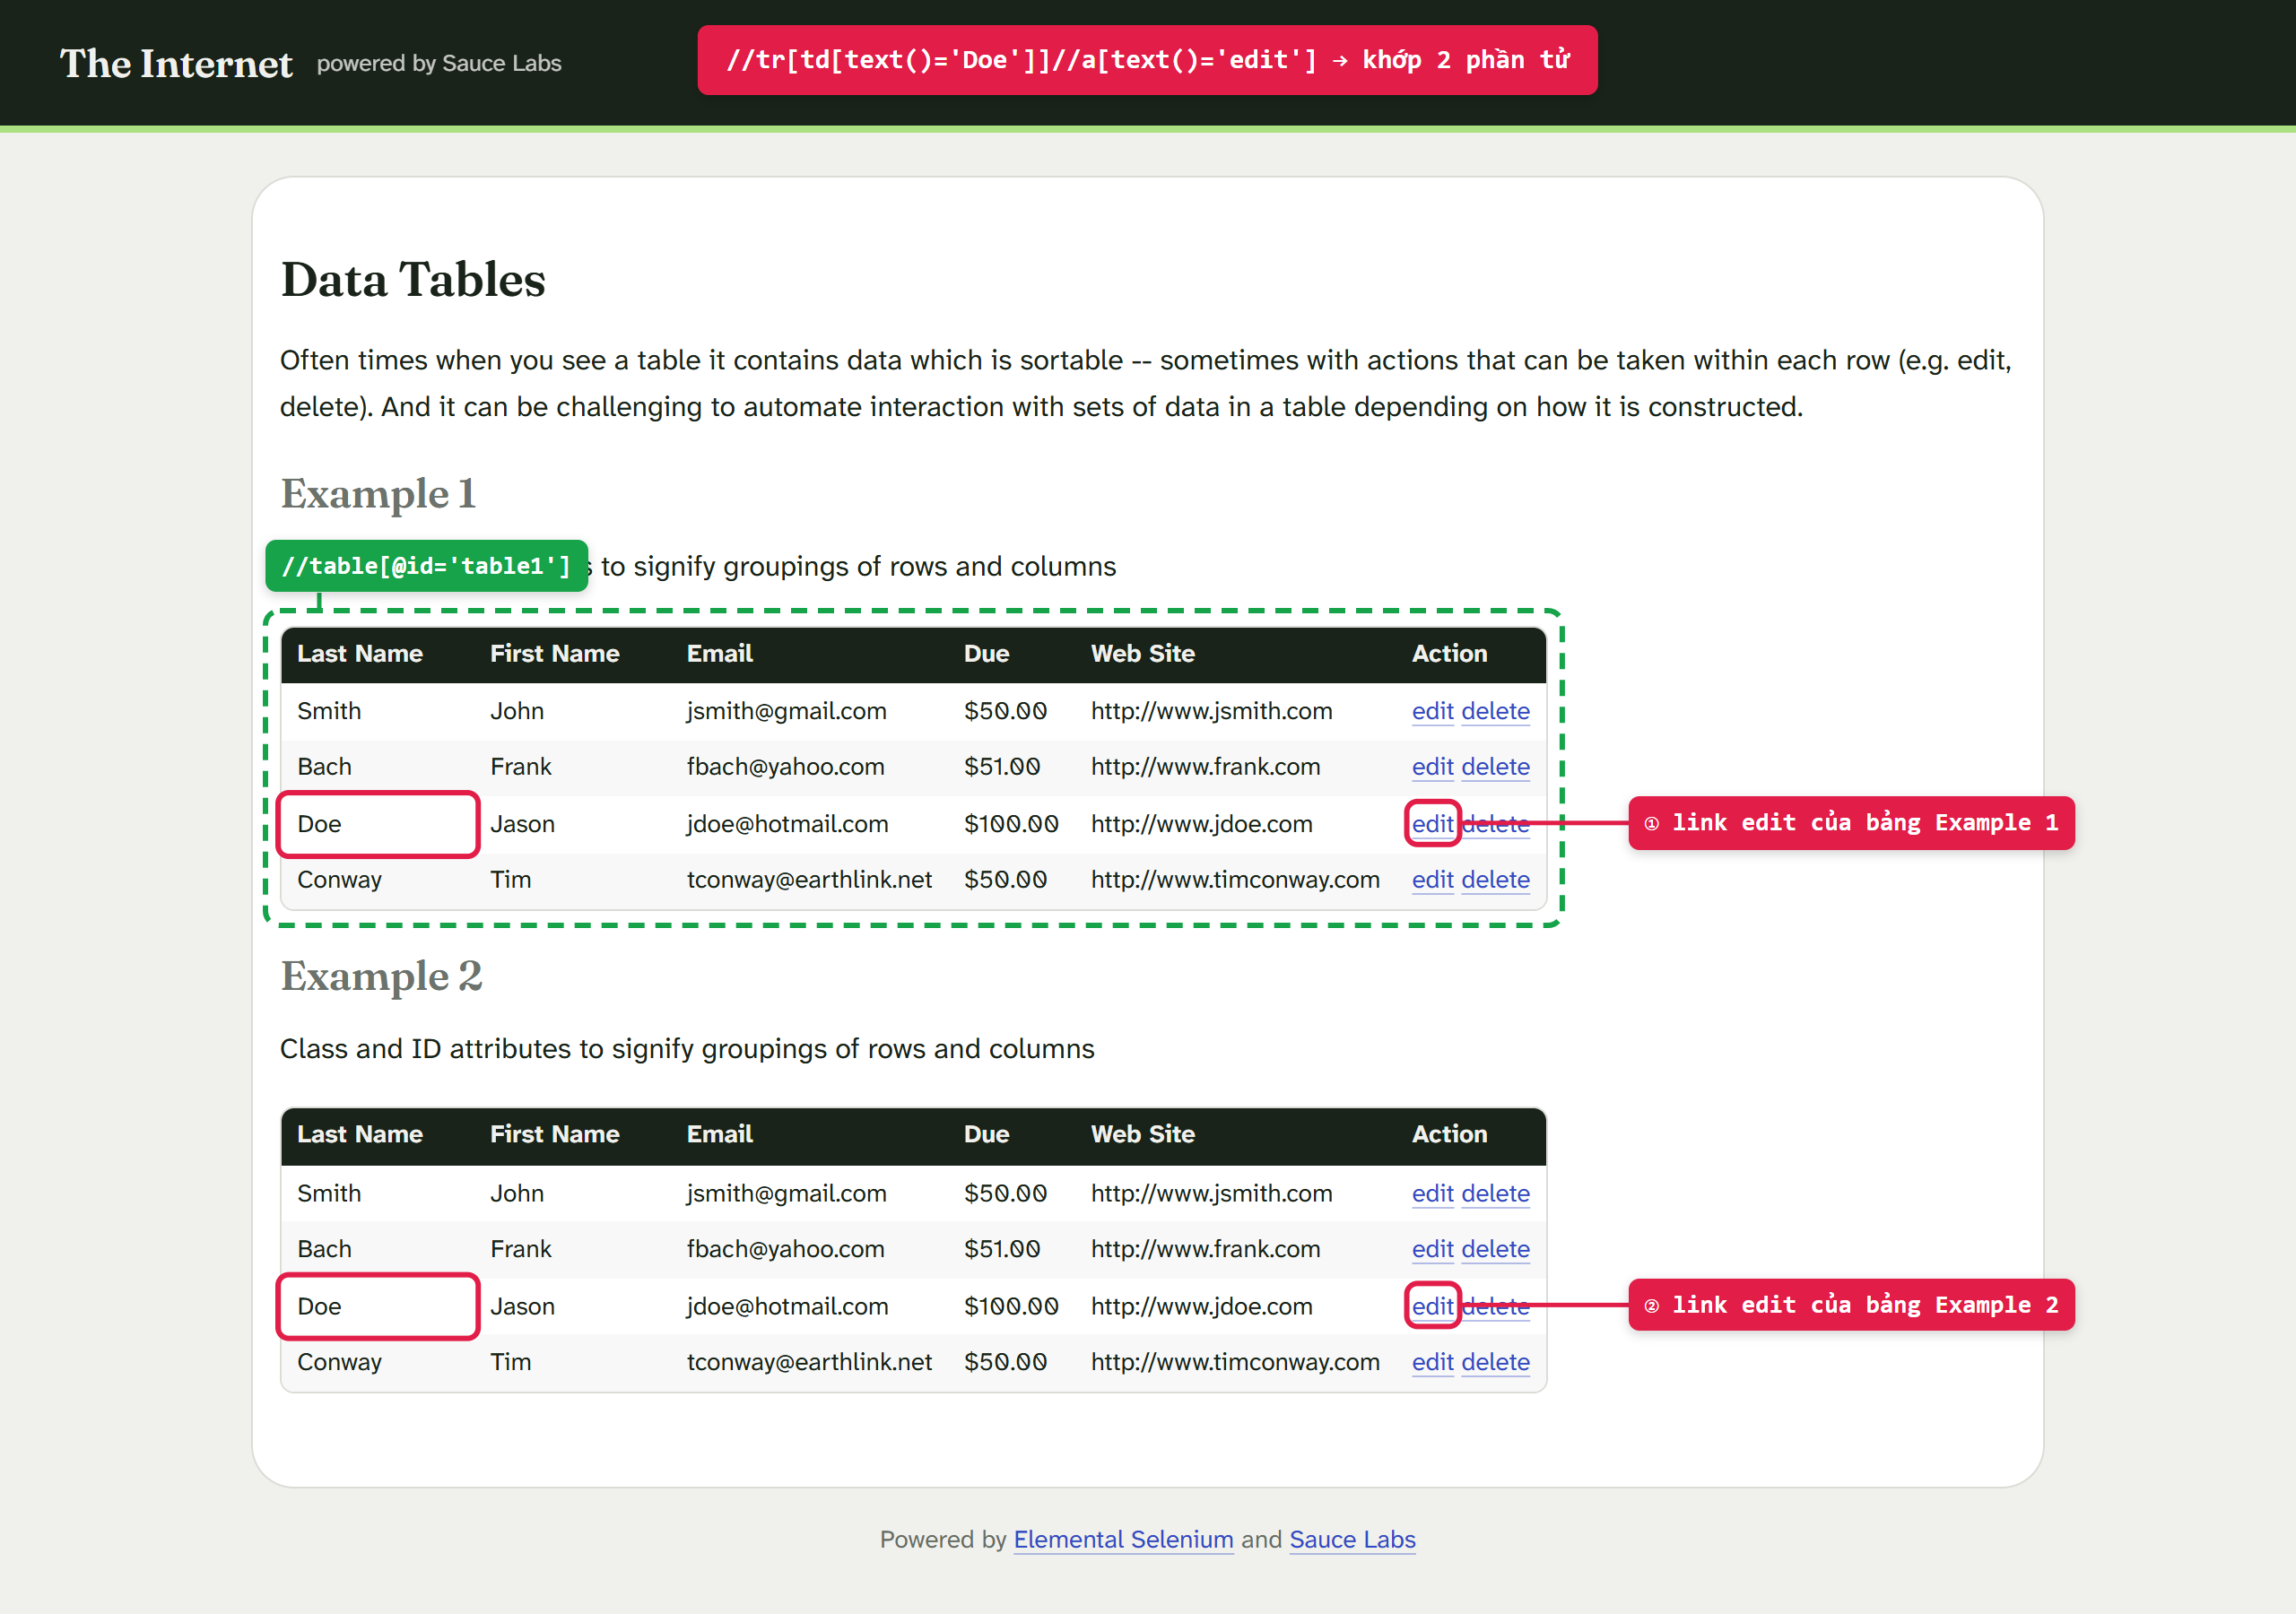 The Internet powered by Sauce Labs
//tr[td[text()='Doe']]//a[text()='edit'] → khớp 2 phần tử
Data Tables
Often times when you see a table it contains data which is sortable -- sometimes with actions that can be taken within each row (e.g. edit,
delete). And it can be challenging to automate interaction with sets of data in a table depending on how it is constructed.
Example 1
//table[@id='table1'] to signify groupings of rows and columns
Last Name First Name Email Due Web Site Action
Smith John jsmith@gmail.com $50.00 http://www.jsmith.com edit delete
Bach Frank fbach@yahoo.com $51.00 http://www.frank.com edit delete
Doe Jason jdoe@hotmail.com $100.00 http://www.jdoe.com edit delete ① link edit của bảng Example 1
Conway Tim tconway@earthlink.net $50.00 http://www.timconway.com edit delete
Example 2
Class and ID attributes to signify groupings of rows and columns
Last Name First Name Email Due Web Site Action
Smith John jsmith@gmail.com $50.00 http://www.jsmith.com edit delete
Bach Frank fbach@yahoo.com $51.00 http://www.frank.com edit delete
Doe Jason jdoe@hotmail.com $100.00 http://www.jdoe.com edit delete ② link edit của bảng Example 2
Conway Tim tconway@earthlink.net $50.00 http://www.timconway.com edit delete
Powered by Elemental Selenium and Sauce Labs